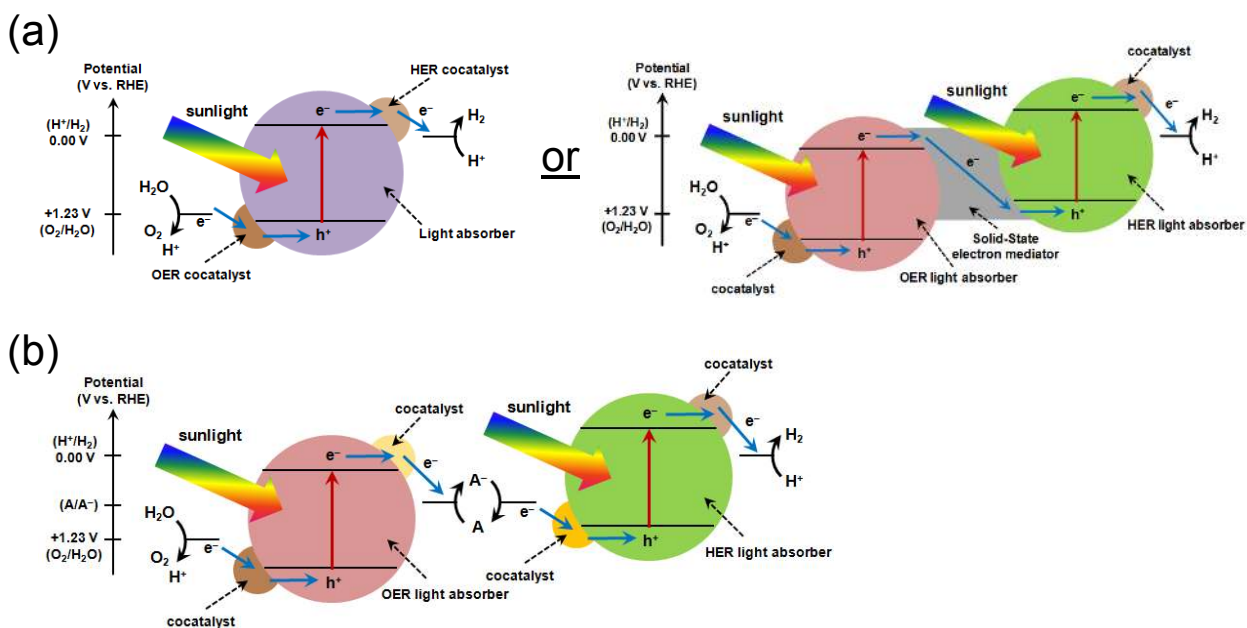 (a)
Potential
(V vs. RHE)
(H⁺/H₂)
0.00 V
+1.23 V
(O₂/H₂O)
sunlight
HER cocatalyst
e⁻
e⁻
H₂
H⁺
H₂O
O₂
H⁺
e⁻
h⁺
Light absorber
OER cocatalyst
or
Potential
(V vs. RHE)
(H⁺/H₂)
0.00 V
+1.23 V
(O₂/H₂O)
sunlight
sunlight
cocatalyst
e⁻
e⁻
H₂
H⁺
e⁻
H₂O
O₂
H⁺
e⁻
h⁺
h⁺
HER light absorber
Solid-State
electron mediator
OER light absorber
cocatalyst
(b)
Potential
(V vs. RHE)
(H⁺/H₂)
0.00 V
(A/A⁻)
+1.23 V
(O₂/H₂O)
sunlight
cocatalyst
sunlight
cocatalyst
e⁻
e⁻
H₂
H⁺
e⁻
e⁻
A⁻
A
e⁻
H₂O
O₂
H⁺
e⁻
h⁺
h⁺
HER light absorber
cocatalyst
OER light absorber
cocatalyst